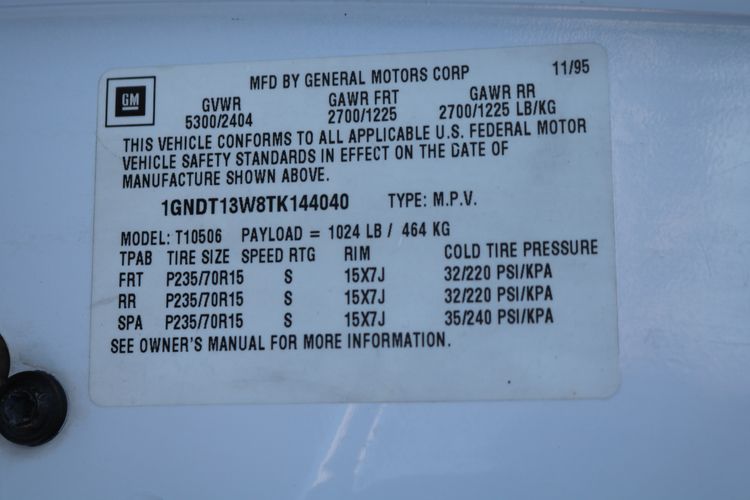 GM
MFD BY GENERAL MOTORS CORP 11/95
GVWR GAWR FRT GAWR RR
5300/2404 2700/1225 2700/1225 LB/KG
THIS VEHICLE CONFORMS TO ALL APPLICABLE U.S. FEDERAL MOTOR
VEHICLE SAFETY STANDARDS IN EFFECT ON THE DATE OF
MANUFACTURE SHOWN ABOVE.
1GNDT13W8TK144040 TYPE: M.P.V.
MODEL: T10506 PAYLOAD = 1024 LB / 464 KG
TPAB TIRE SIZE SPEED RTG RIM COLD TIRE PRESSURE
FRT P235/70R15 S 15X7J 32/220 PSI/KPA
RR P235/70R15 S 15X7J 32/220 PSI/KPA
SPA P235/70R15 S 15X7J 35/240 PSI/KPA
SEE OWNER'S MANUAL FOR MORE INFORMATION.